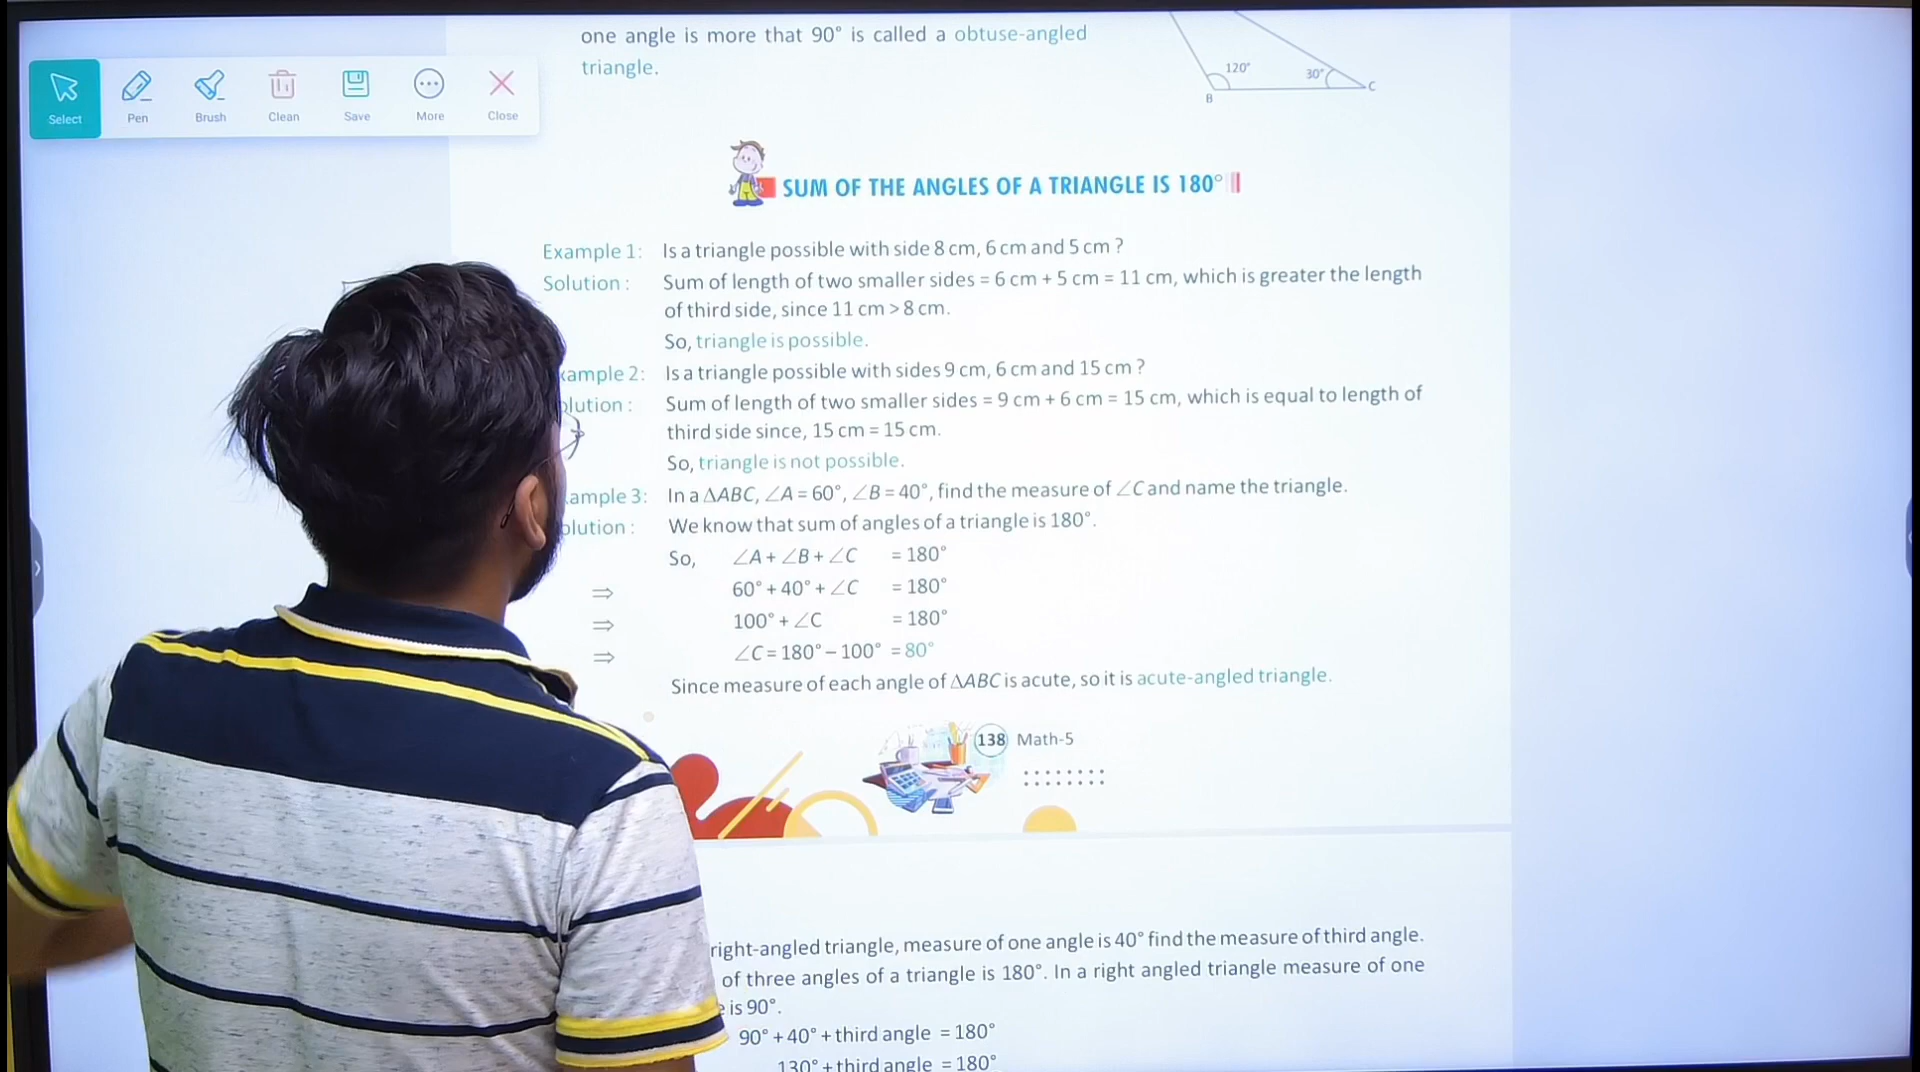 one angle is more that 90° is called a obtuse-angled
triangle.
120°
30°
B
C
Select
Pen
Brush
Clean
Save
More
Close
SUM OF THE ANGLES OF A TRIANGLE IS 180°
Example 1: Is a triangle possible with side 8 cm, 6 cm and 5 cm ?
Solution : Sum of length of two smaller sides = 6 cm + 5 cm = 11 cm, which is greater the length
of third side, since 11 cm > 8 cm.
So, triangle is possible.
ample 2: Is a triangle possible with sides 9 cm, 6 cm and 15 cm ?
lution : Sum of length of two smaller sides = 9 cm + 6 cm = 15 cm, which is equal to length of
third side since, 15 cm = 15 cm.
So, triangle is not possible.
ample 3: In a ΔABC, ∠A = 60°, ∠B = 40°, find the measure of ∠C and name the triangle.
lution : We know that sum of angles of a triangle is 180°.
So, ∠A + ∠B + ∠C = 180°
⇒ 60° + 40° + ∠C = 180°
⇒ 100° + ∠C = 180°
⇒ ∠C = 180° – 100° = 80°
Since measure of each angle of ΔABC is acute, so it is acute-angled triangle.
138 Math-5
right-angled triangle, measure of one angle is 40° find the measure of third angle.
of three angles of a triangle is 180°. In a right angled triangle measure of one
is 90°.
90° + 40° + third angle = 180°
130° + third angle = 180°